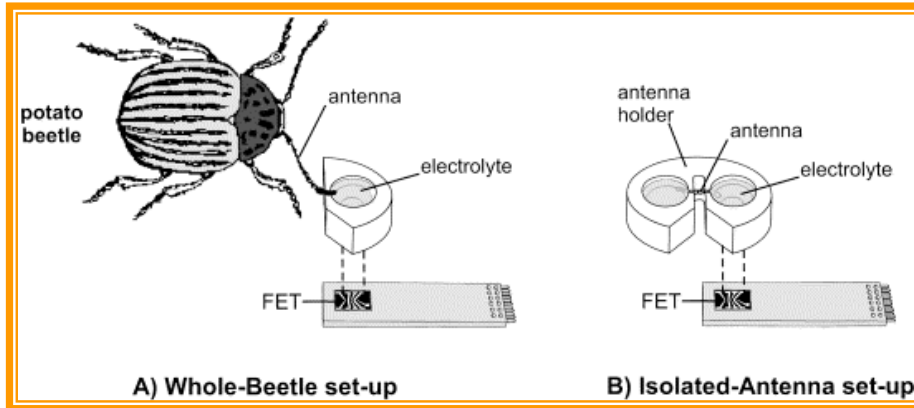 potato
beetle
antenna
electrolyte
FET
A) Whole-Beetle set-up
antenna
holder
antenna
electrolyte
FET
B) Isolated-Antenna set-up